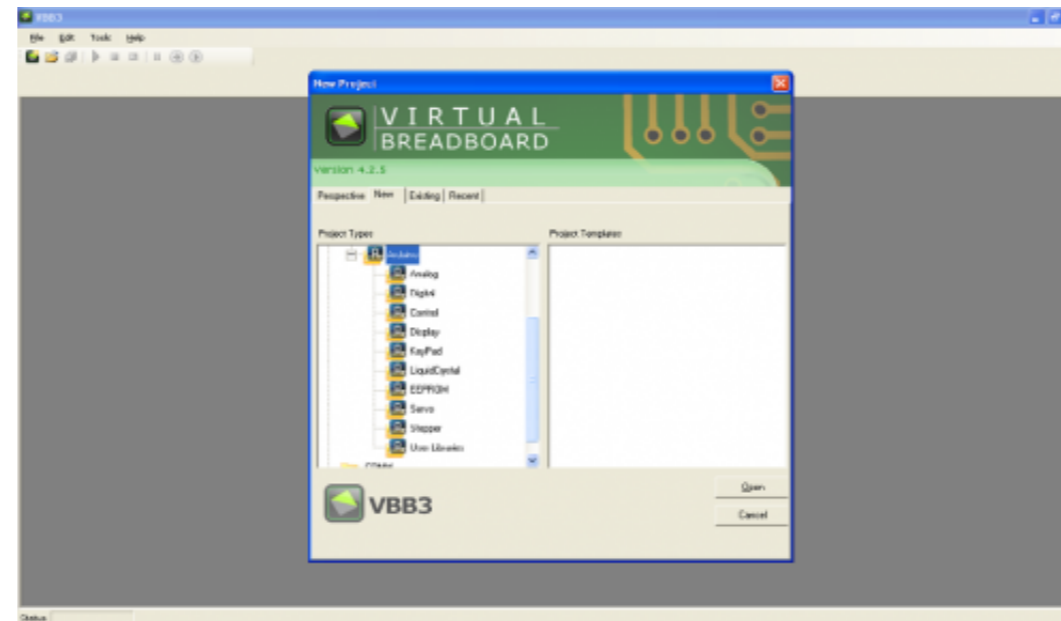 VBB3
File Edit Tools Help
New Project
VIRTUAL
BREADBOARD
version 4.2.5
Perspective New Existing Recent
Project Types
Project Templates
Arduino
Analog
Digital
Control
Display
KeyPad
LiquidCrystal
EEPROM
Servo
Stepper
User Libraries
VBB3
Open
Cancel
Status